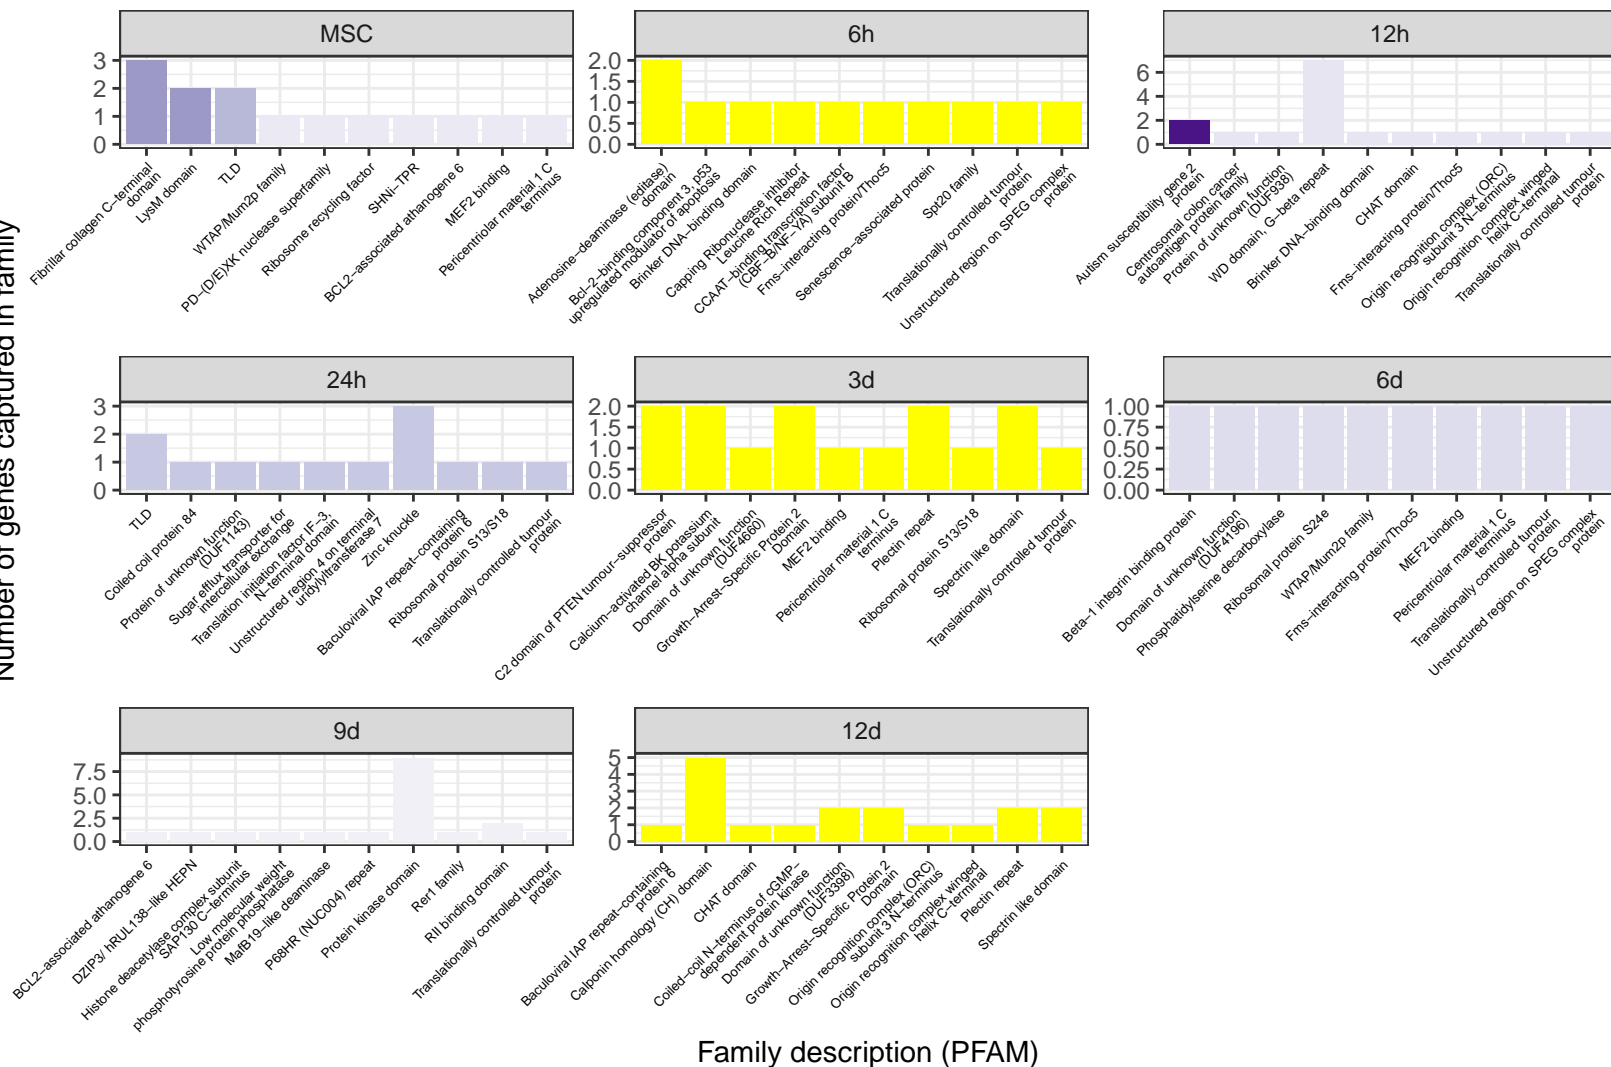 Number of genes captured in family
MSC
3
2
1
0
Fibrillar collagen C−terminal
domain
LysM domain
TLD
WTAP/Mum2p family
PD−(D/E)XK nuclease superfamily
Ribosome recycling factor
SHNi−TPR
BCL2−associated athanogene 6
MEF2 binding
Pericentriolar material 1 C
terminus
6h
2.0
1.5
1.0
0.5
0.0
Adenosine−deaminase (editase)
domain
Bcl−2−binding component 3, p53
upregulated modulator of apoptosis
Brinker DNA−binding domain
Capping Ribonuclease inhibitor
Leucine Rich Repeat
CCAAT−binding transcription factor
(CBF−B/NF−YA) subunit B
Fms−interacting protein/Thoc5
Senescence−associated protein
Spt20 family
Translationally controlled tumour
protein
Unstructured region on SPEG complex
protein
12h
6
4
2
0
Autism susceptibility gene 2
protein
Centrosomal colon cancer
autoantigen protein family
Protein of unknown function
(DUF938)
WD domain, G−beta repeat
Brinker DNA−binding domain
CHAT domain
Fms−interacting protein/Thoc5
Origin recognition complex (ORC)
subunit 3 N−terminus
Origin recognition complex winged
helix C−terminal
Translationally controlled tumour
protein
24h
3
2
1
0
TLD
Coiled coil protein 84
Protein of unknown function
(DUF1143)
Sugar efflux transporter for
intercellular exchange
Translation initiation factor IF−3,
N−terminal domain
Unstructured region 4 on terminal
uridylyltransferase 7
Zinc knuckle
Baculoviral IAP repeat−containing
protein 6
Ribosomal protein S13/S18
Translationally controlled tumour
protein
3d
2.0
1.5
1.0
0.5
0.0
C2 domain of PTEN tumour−suppressor
protein
Calcium−activated BK potassium
channel alpha subunit
Domain of unknown function
(DUF4660)
Growth−Arrest−Specific Protein 2
Domain
MEF2 binding
Pericentriolar material 1 C
terminus
Plectin repeat
Ribosomal protein S13/S18
Spectrin like domain
Translationally controlled tumour
protein
6d
1.00
0.75
0.50
0.25
0.00
Beta−1 integrin binding protein
Domain of unknown function
(DUF4196)
Phosphatidylserine decarboxylase
Ribosomal protein S24e
WTAP/Mum2p family
Fms−interacting protein/Thoc5
MEF2 binding
Pericentriolar material 1 C
terminus
Translationally controlled tumour
protein
Unstructured region on SPEG complex
protein
9d
7.5
5.0
2.5
0.0
BCL2−associated athanogene 6
DZIP3/ hRUL138−like HEPN
Histone deacetylase complex subunit
SAP130 C−terminus
Low molecular weight
phosphotyrosine protein phosphatase
MafB19−like deaminase
P68HR (NUC004) repeat
Protein kinase domain
Rer1 family
RII binding domain
Translationally controlled tumour
protein
12d
5
4
3
2
1
0
Baculoviral IAP repeat−containing
protein 6
Calponin homology (CH) domain
CHAT domain
Coiled−coil N−terminus of cGMP−
dependent protein kinase
Domain of unknown function
(DUF3398)
Growth−Arrest−Specific Protein 2
Domain
Origin recognition complex (ORC)
subunit 3 N−terminus
Origin recognition complex winged
helix C−terminal
Plectin repeat
Spectrin like domain
Family description (PFAM)